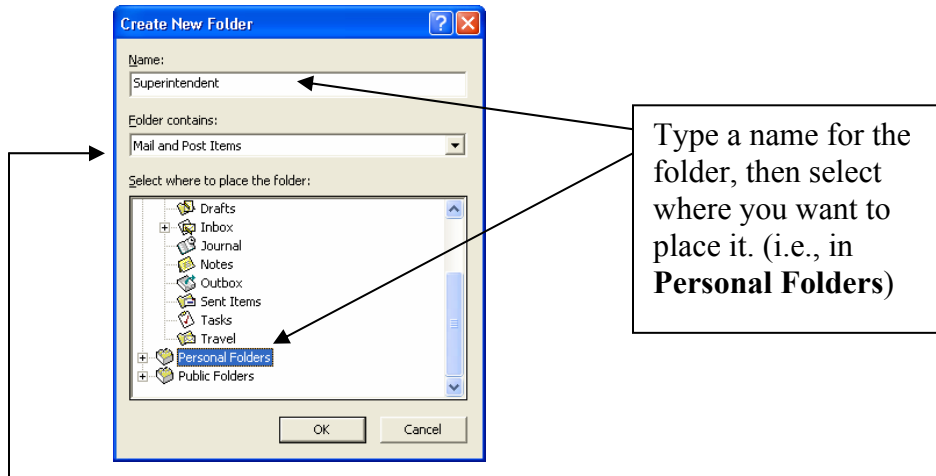 Create New Folder
Name:
Superintendent
Folder contains:
Mail and Post Items
Select where to place the folder:
Drafts
Inbox
Journal
Notes
Outbox
Sent Items
Tasks
Travel
Personal Folders
Public Folders
OK Cancel
Type a name for the
folder, then select
where you want to
place it. (i.e., in
Personal Folders)